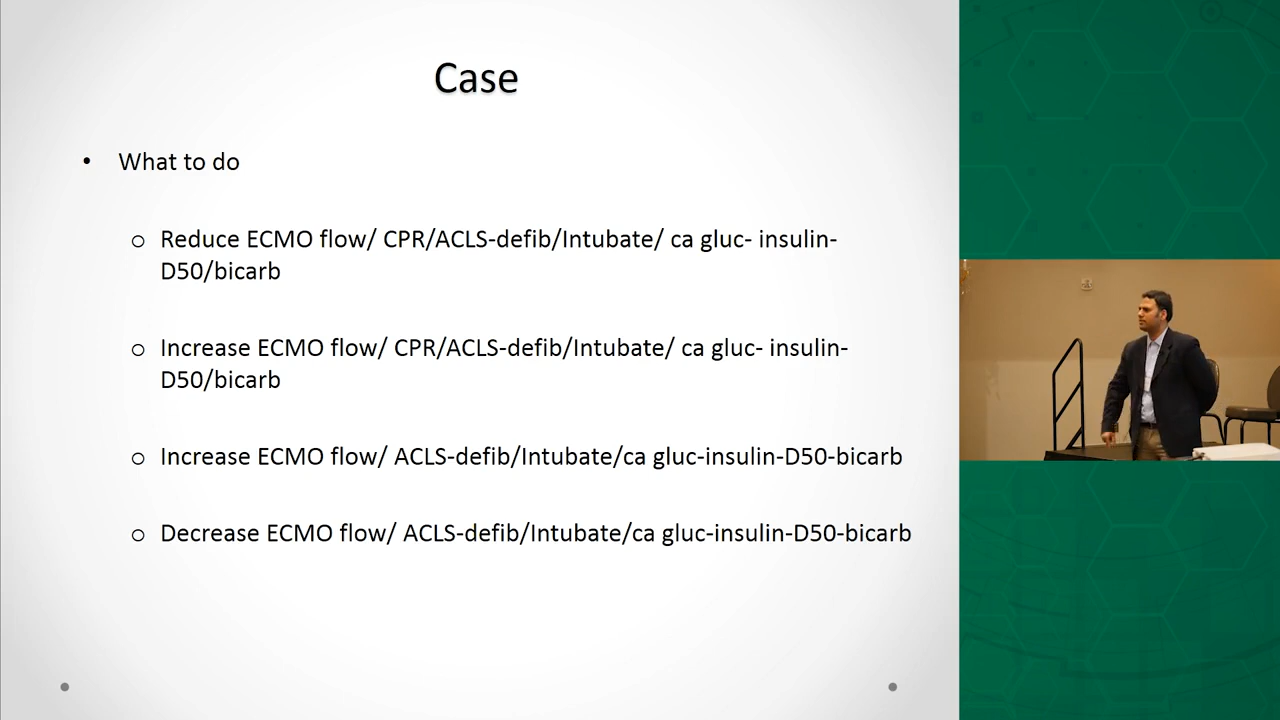 Case
• What to do
o Reduce ECMO flow/ CPR/ACLS-defib/Intubate/ ca gluc- insulin-
D50/bicarb
o Increase ECMO flow/ CPR/ACLS-defib/Intubate/ ca gluc- insulin-
D50/bicarb
o Increase ECMO flow/ ACLS-defib/Intubate/ca gluc-insulin-D50-bicarb
o Decrease ECMO flow/ ACLS-defib/Intubate/ca gluc-insulin-D50-bicarb